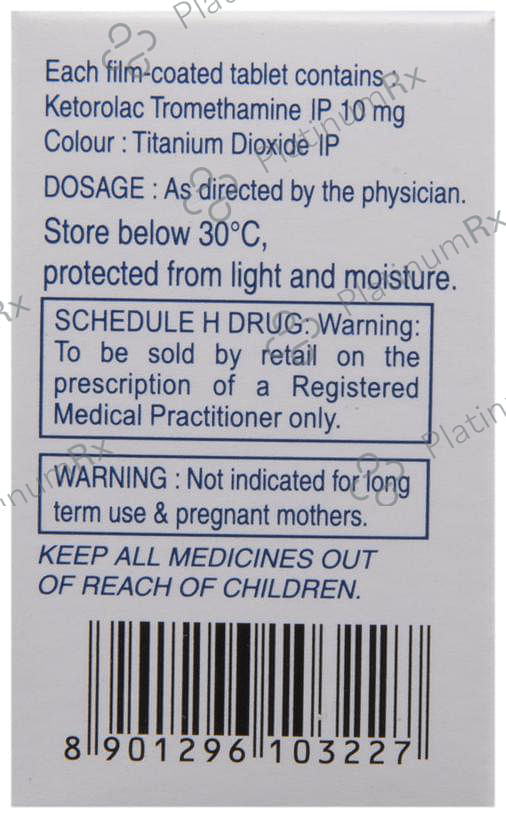 Each film-coated tablet contains :
Ketorolac Tromethamine IP 10 mg
Colour : Titanium Dioxide IP
DOSAGE : As directed by the physician.
Store below 30°C,
protected from light and moisture.
SCHEDULE H DRUG: Warning:
To be sold by retail on the
prescription of a Registered
Medical Practitioner only.
WARNING : Not indicated for long
term use & pregnant mothers.
KEEP ALL MEDICINES OUT
OF REACH OF CHILDREN.
8 901296 103227
PlatinumRx
PlatinumRx
PlatinumRx